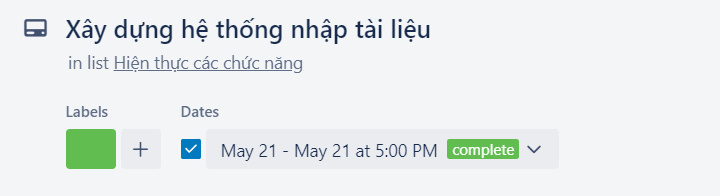 Xây dựng hệ thống nhập tài liệu
in list Hiện thực các chức năng
Labels Dates
May 21 - May 21 at 5:00 PM complete